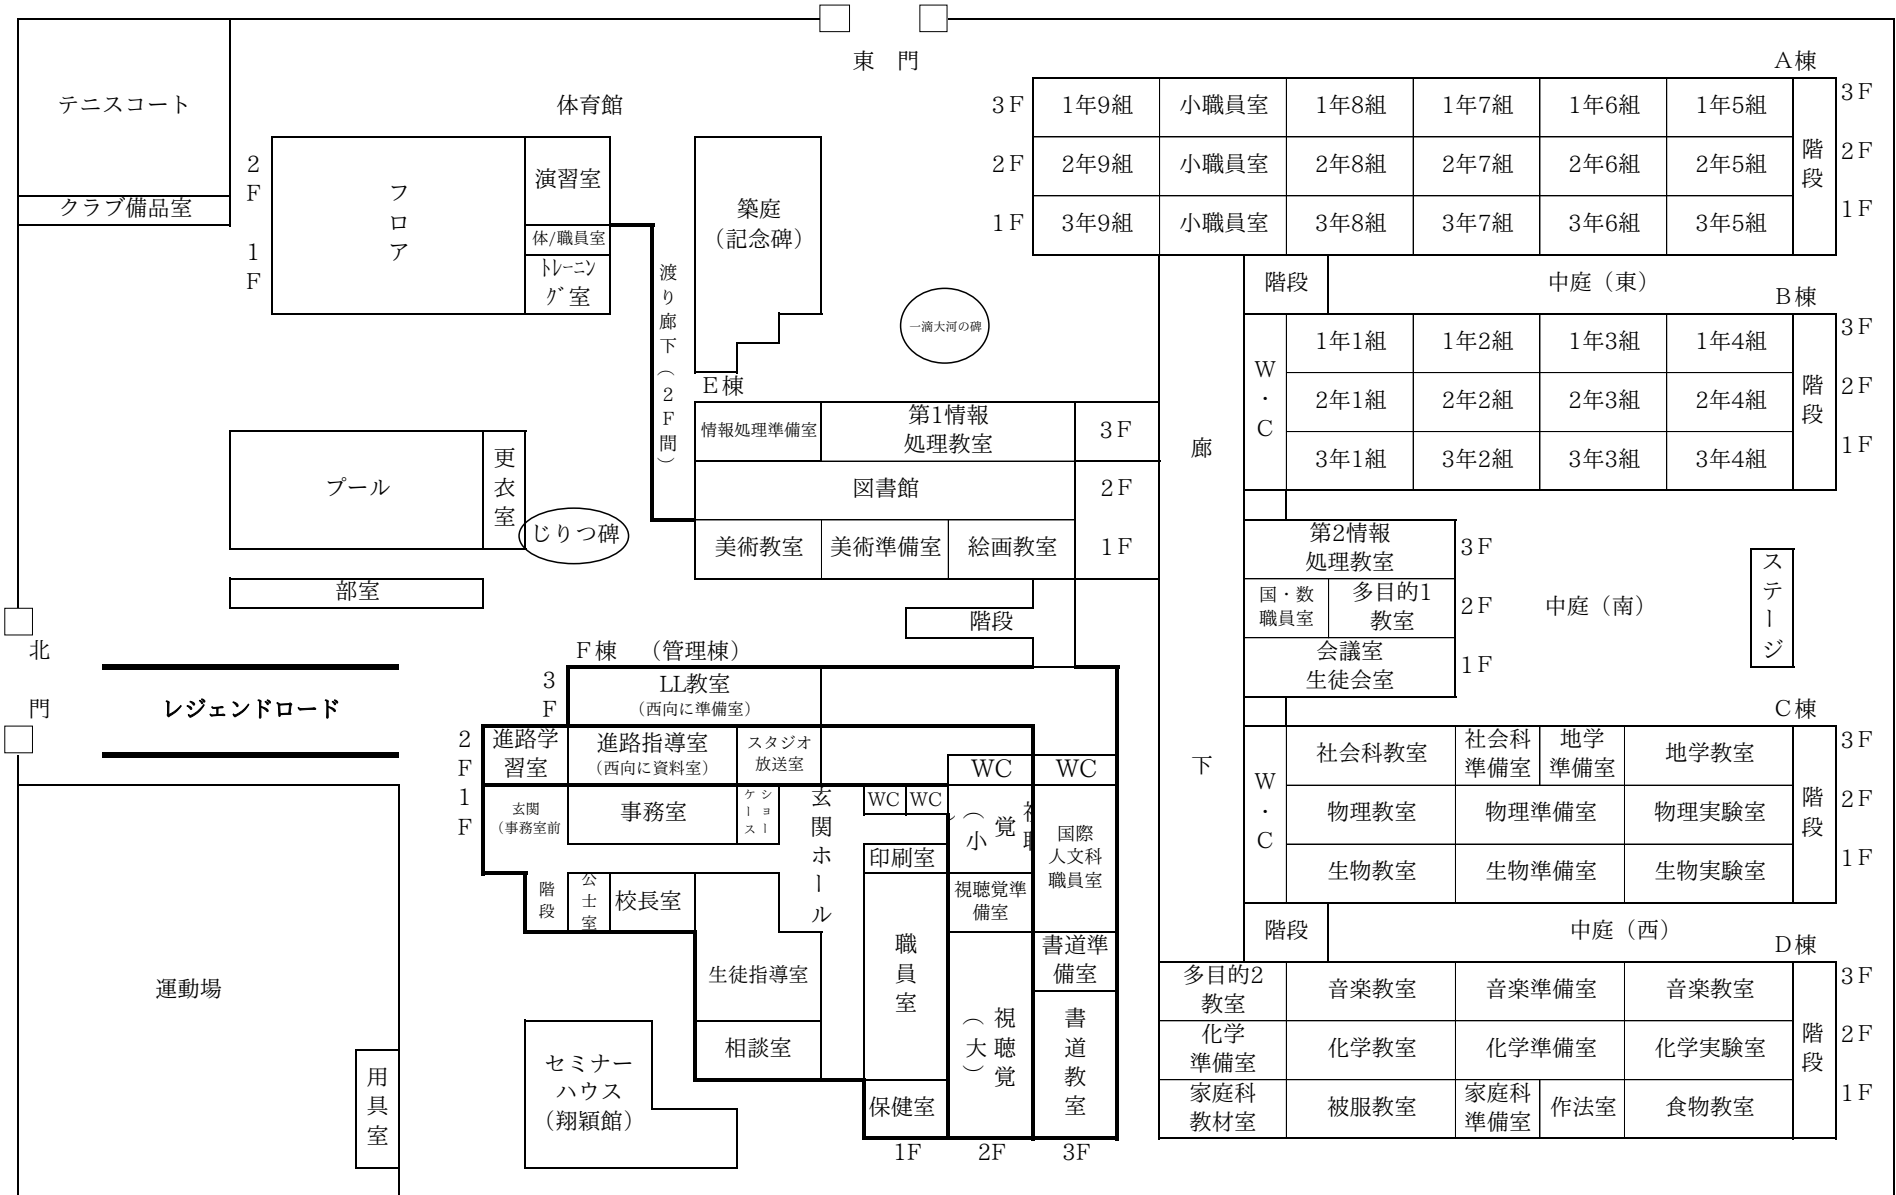 東 門
テニスコート
クラブ備品室
体育館
2F
1F
フロア
演習室
体/職員室
トレーニン
グ室
渡り廊下(2F間)
築庭
(記念碑)
一滴大河の碑
A棟
3F
1年9組
小職員室
1年8組
1年7組
1年6組
1年5組
3F
2F
2年9組
小職員室
2年8組
2年7組
2年6組
2年5組
2F
1F
3年9組
小職員室
3年8組
3年7組
3年6組
3年5組
1F
階段
階段
中庭(東)
B棟
W・C
1年1組
1年2組
1年3組
1年4組
3F
2年1組
2年2組
2年3組
2年4組
2F
3年1組
3年2組
3年3組
3年4組
1F
階段
E棟
情報処理準備室
第1情報
処理教室
3F
図書館
2F
美術教室
美術準備室
絵画教室
1F
階段
廊下
プール
更衣室
じりつ碑
部室
第2情報
処理教室
3F
国・数
職員室
多目的1
教室
2F
会議室
生徒会室
1F
中庭(南)
ステージ
北
門
レジェンドロード
F棟 (管理棟)
3F
LL教室
(西向に準備室)
2F
進路学
習室
進路指導室
(西向に資料室)
スタジオ
放送室
1F
玄関
(事務室前
事務室
ショー
ケース
玄関ホール
WC
WC
WC
WC
印刷室
視聴覚
(小
国際
人文科
職員室
階段
公士室
校長室
視聴覚準
備室
職員室
書道準
備室
生徒指導室
相談室
視聴覚
(大)
書道教室
保健室
1F
2F
3F
C棟
W・C
社会科教室
社会科
準備室
地学
準備室
地学教室
3F
物理教室
物理準備室
物理実験室
2F
生物教室
生物準備室
生物実験室
1F
階段
階段
中庭(西)
D棟
多目的2
教室
音楽教室
音楽準備室
音楽教室
3F
化学
準備室
化学教室
化学準備室
化学実験室
2F
家庭科
教材室
被服教室
家庭科
準備室
作法室
食物教室
1F
階段
運動場
用具室
セミナー
ハウス
(翔穎館)